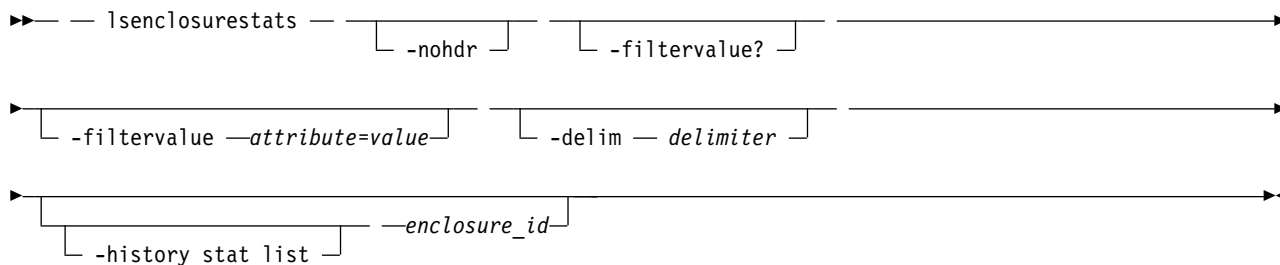 lsenclosurestats
-nohdr -filtervalue?
-filtervalue attribute=value -delim delimiter
enclosure_id
-history stat list